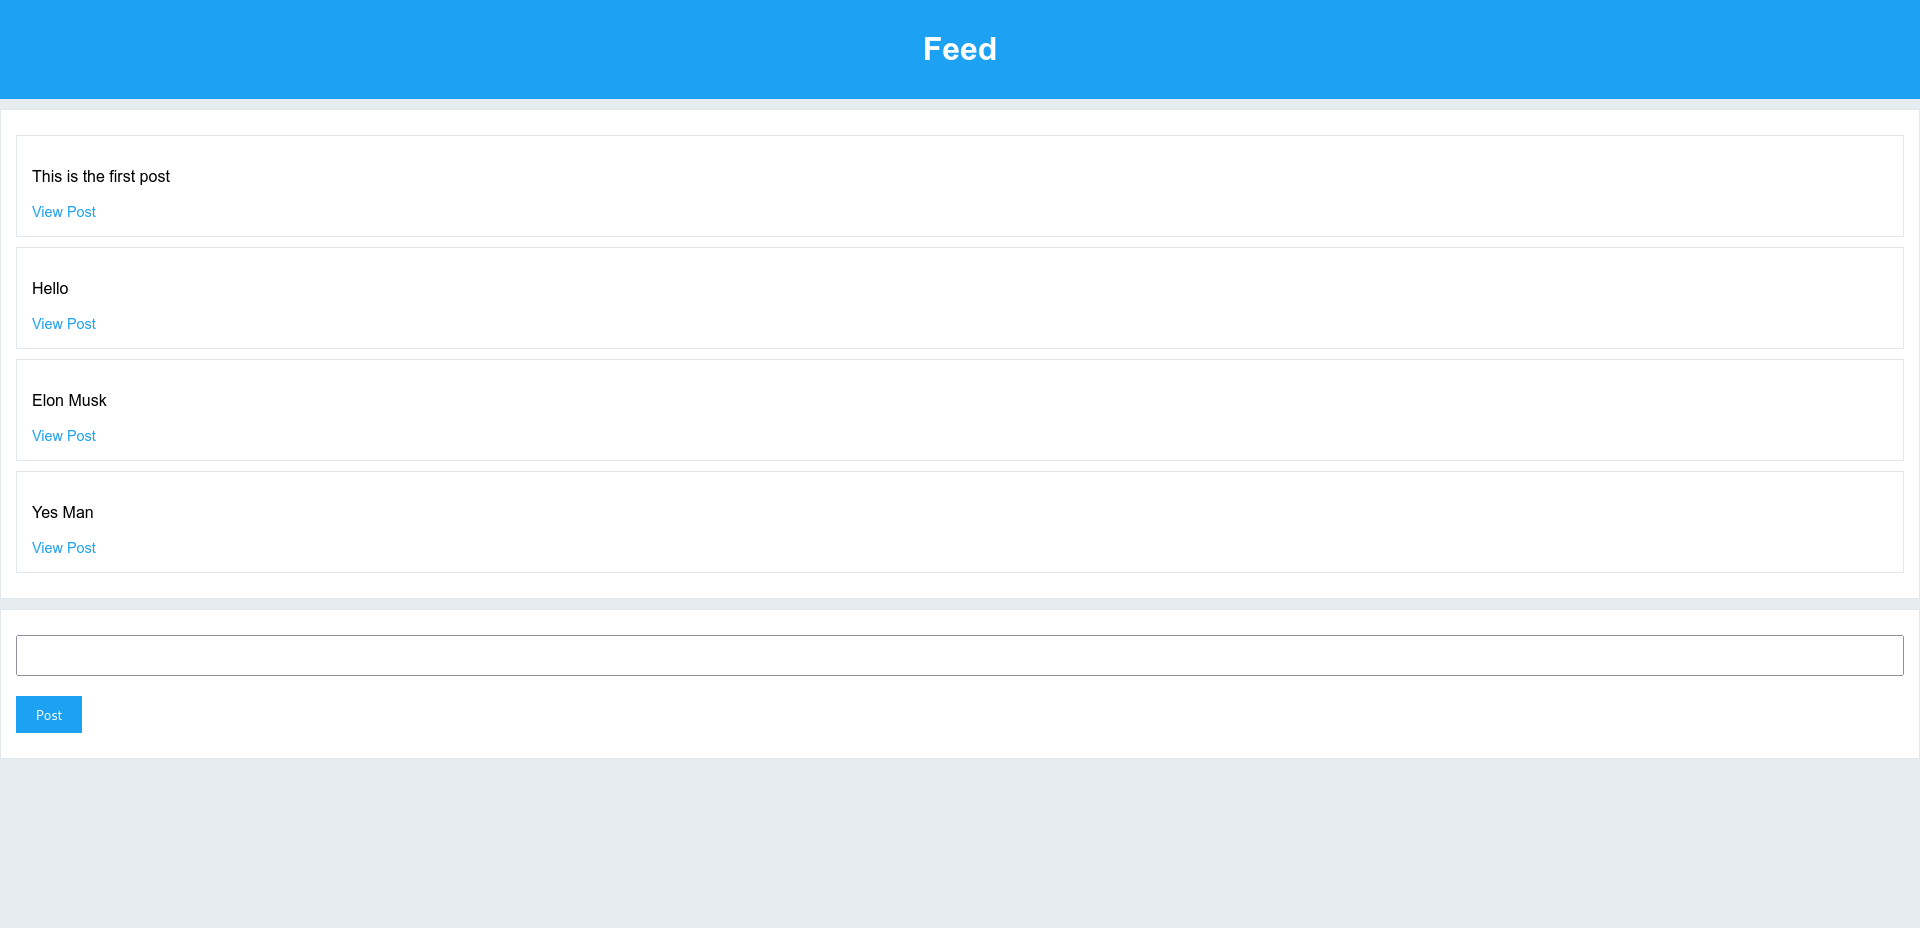 Feed
This is the first post
View Post
Hello
View Post
Elon Musk
View Post
Yes Man
View Post
Post